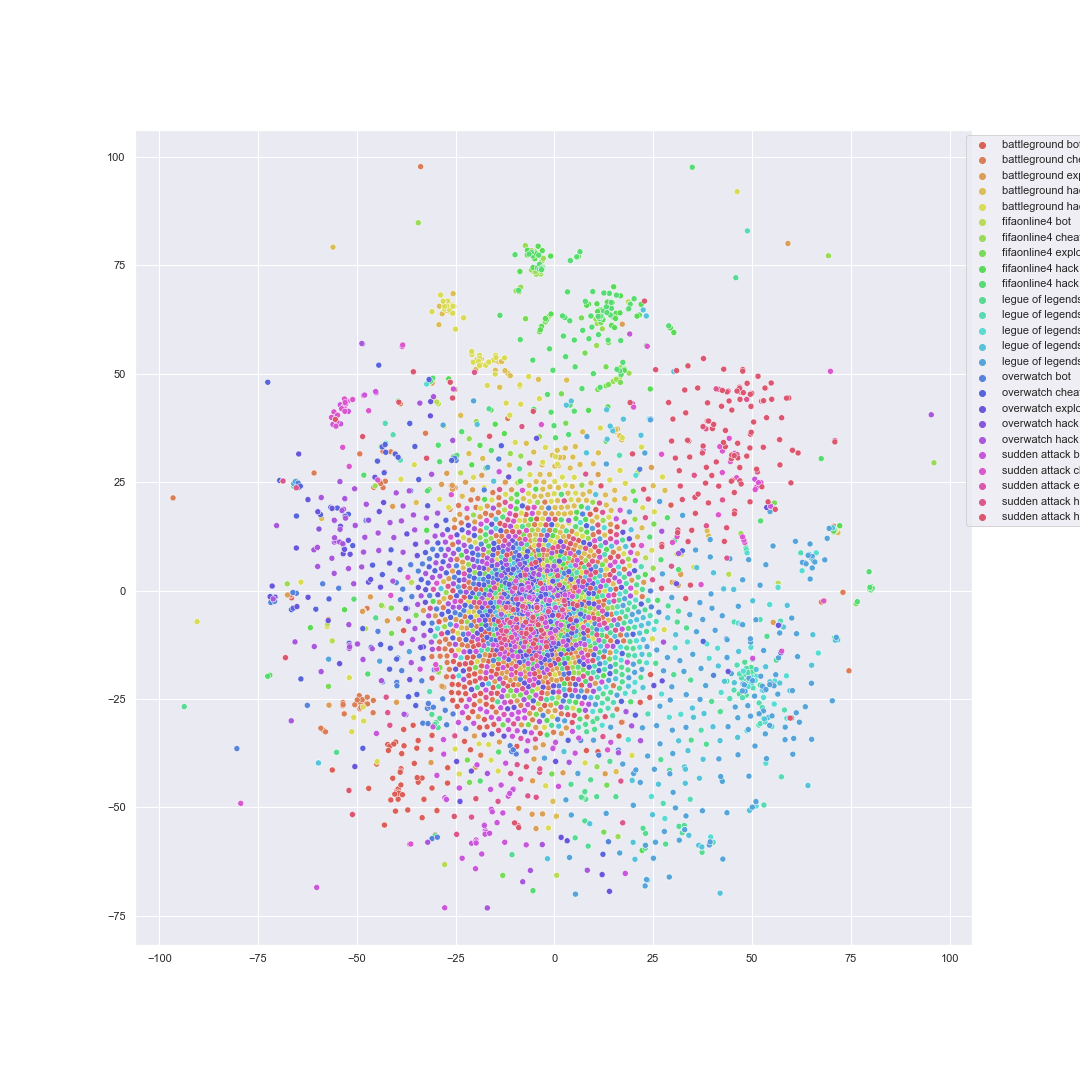 100
75
50
25
0
−25
−50
−75
−100
−75
−50
−25
0
25
50
75
100
battleground bot
battleground che
battleground exp
battleground ha
battleground ha
fifaonline4 bot
fifaonline4 chea
fifaonline4 explo
fifaonline4 hack
fifaonline4 hack
legue of legends
legue of legends
legue of legends
legue of legends
legue of legends
overwatch bot
overwatch chea
overwatch explo
overwatch hack
overwatch hack
sudden attack b
sudden attack c
sudden attack e
sudden attack h
sudden attack h